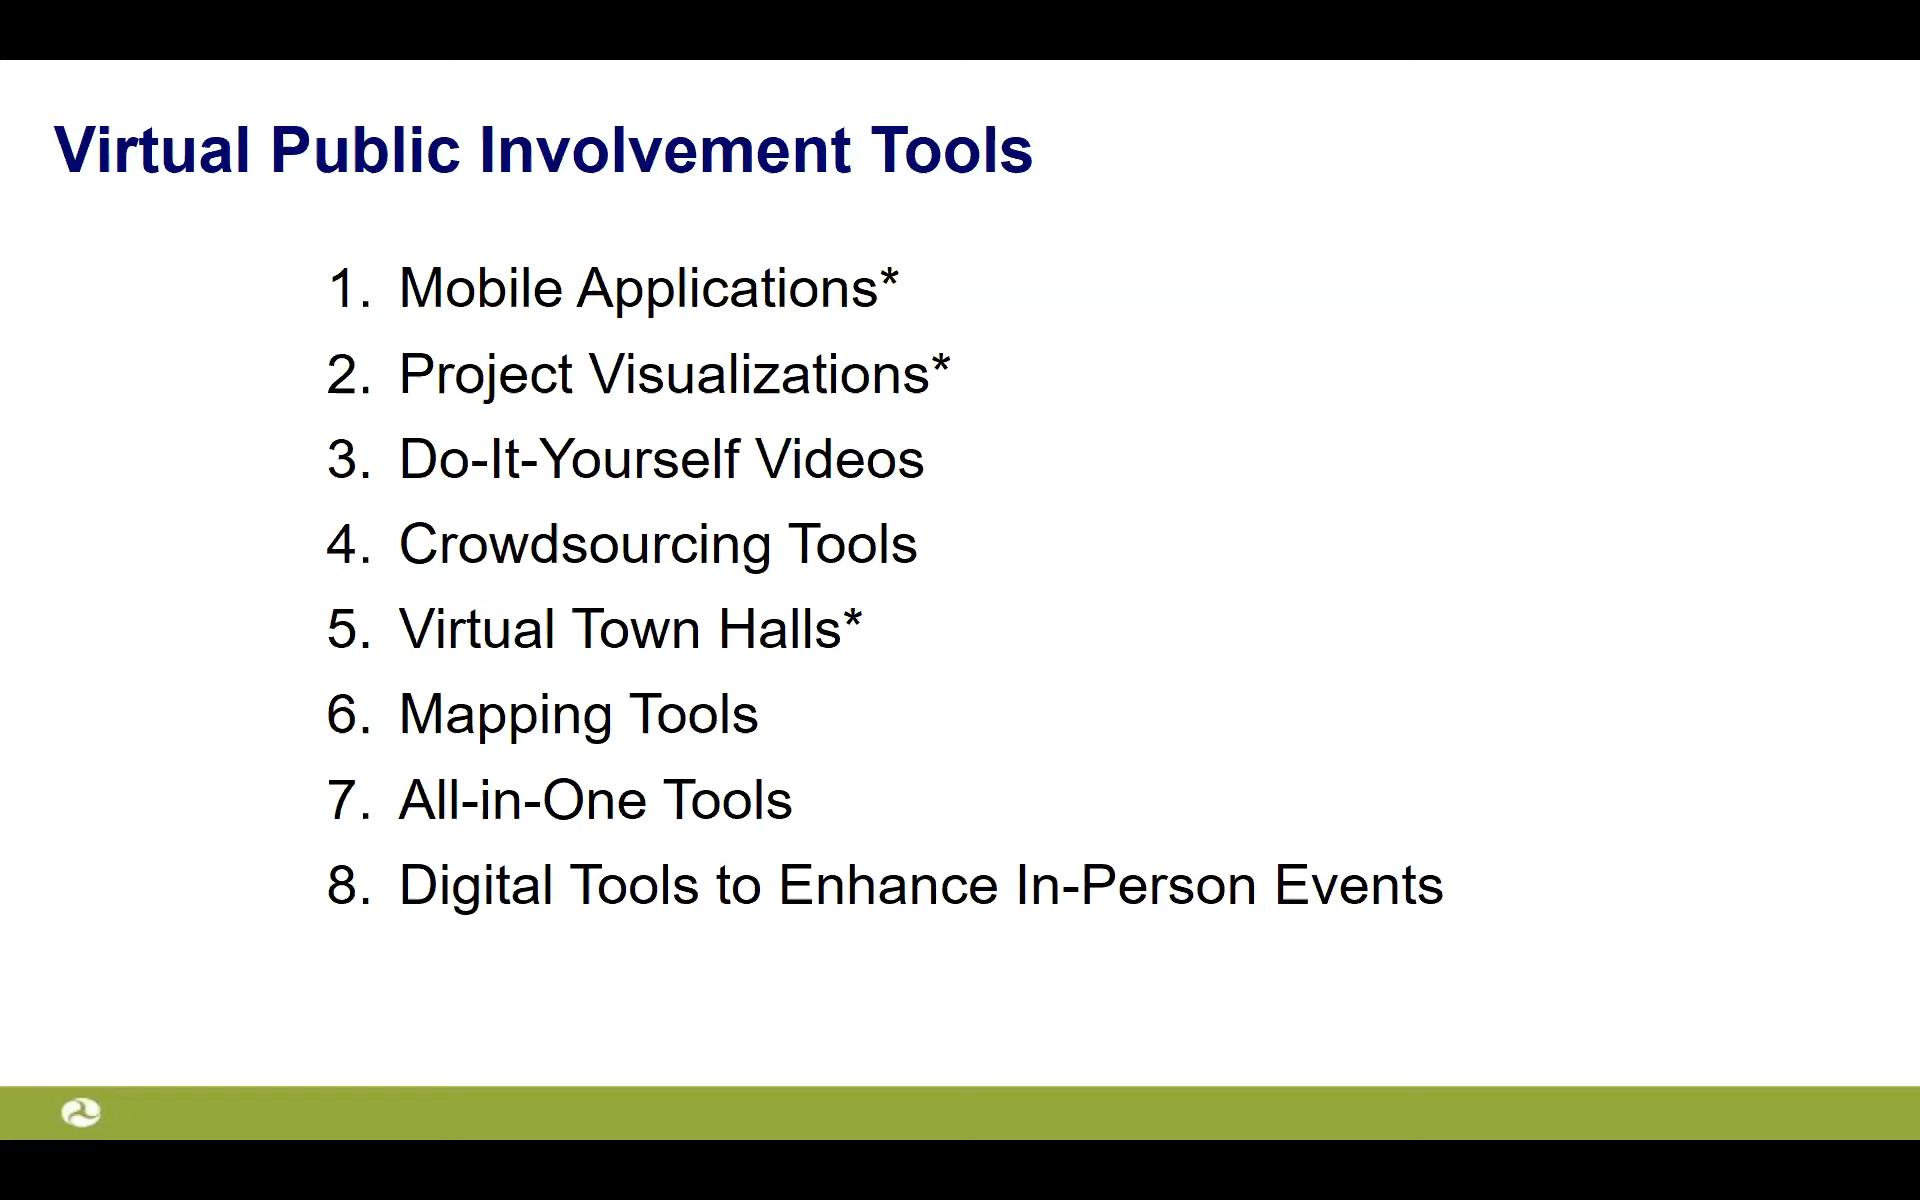 Virtual Public Involvement Tools
1. Mobile Applications*
2. Project Visualizations*
3. Do-It-Yourself Videos
4. Crowdsourcing Tools
5. Virtual Town Halls*
6. Mapping Tools
7. All-in-One Tools
8. Digital Tools to Enhance In-Person Events